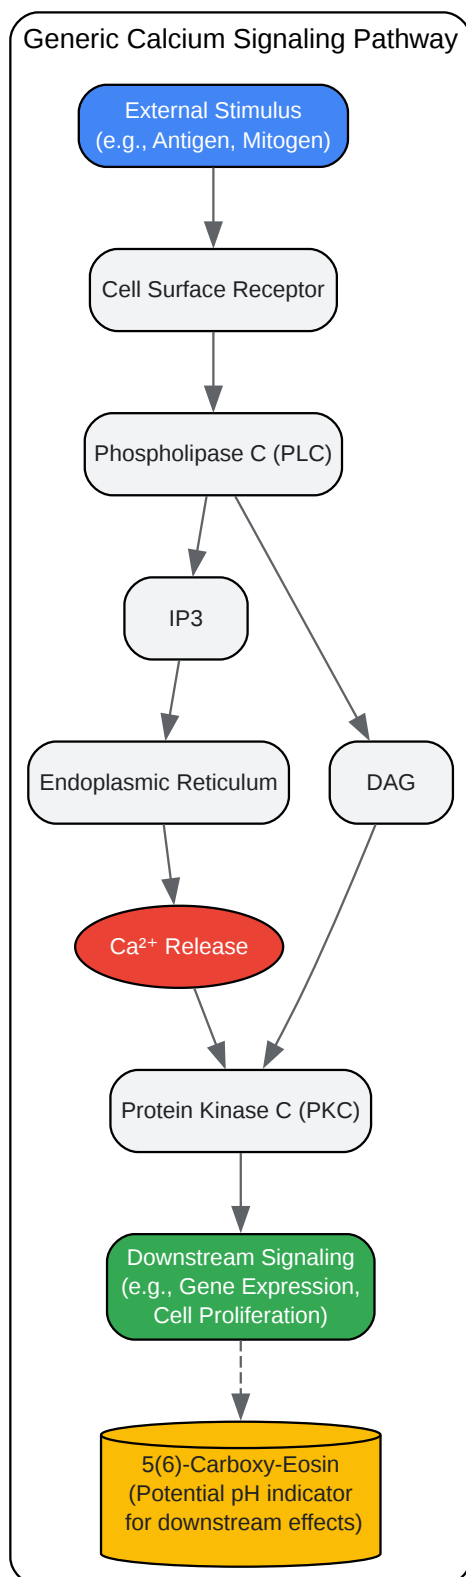 Generic Calcium Signaling Pathway
External Stimulus
(e.g., Antigen, Mitogen)
Cell Surface Receptor
Phospholipase C (PLC)
IP3
Endoplasmic Reticulum
DAG
Ca²⁺ Release
Protein Kinase C (PKC)
Downstream Signaling
(e.g., Gene Expression,
Cell Proliferation)
5(6)-Carboxy-Eosin
(Potential pH indicator
for downstream effects)